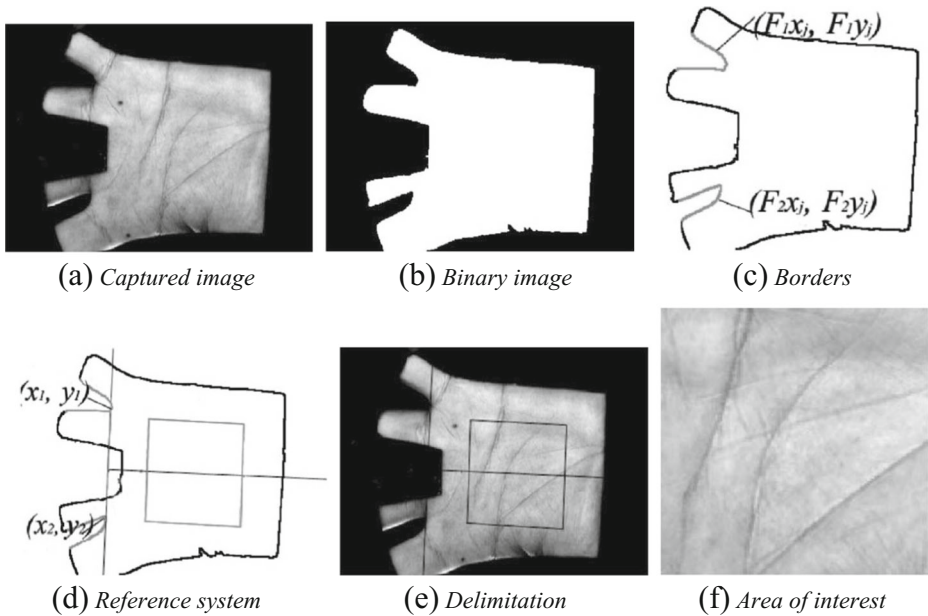 (F₁xⱼ, F₁yⱼ)
(F₂xⱼ, F₂yⱼ)
(a) Captured image
(b) Binary image
(c) Borders
(x₁, y₁)
(x₂, y₂)
(d) Reference system
(e) Delimitation
(f) Area of interest